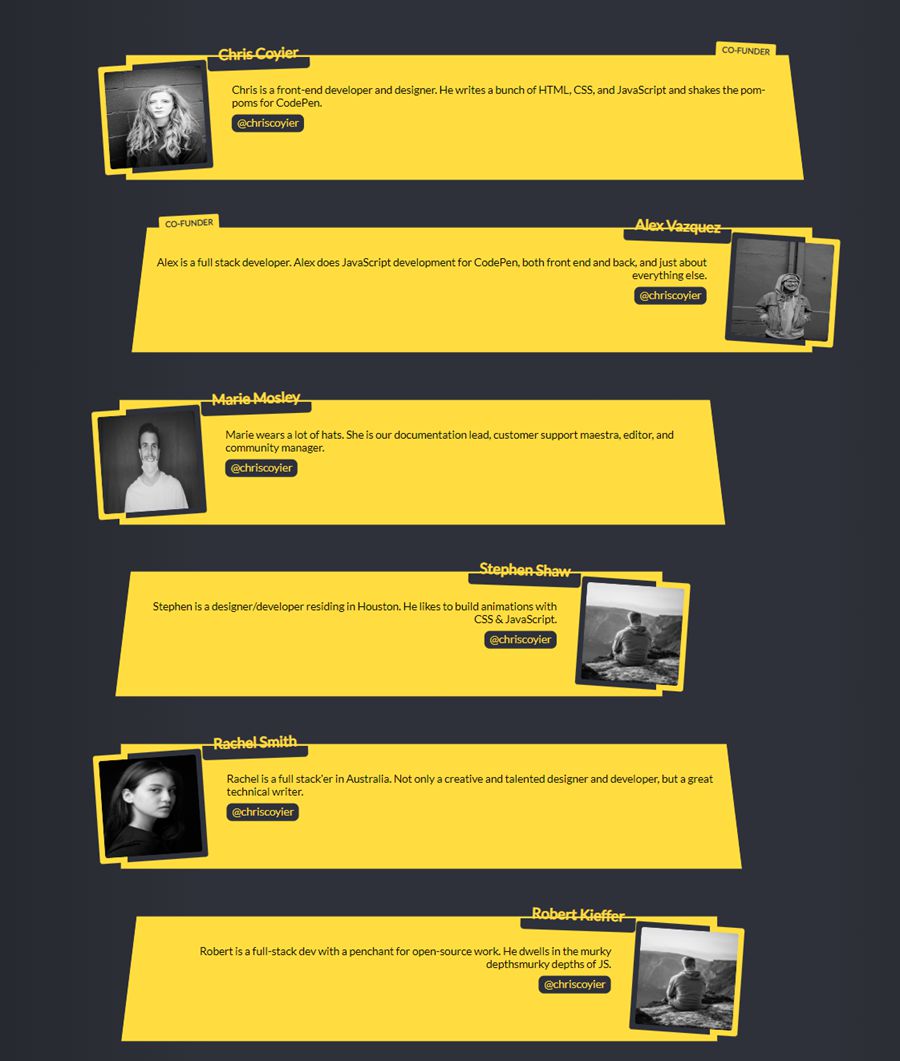 Chris Coyier
CO-FUNDER
Chris is a front-end developer and designer. He writes a bunch of HTML, CSS, and JavaScript and shakes the pom-
poms for CodePen.
@chriscoyier
CO-FUNDER
Alex Vazquez
Alex is a full stack developer. Alex does JavaScript development for CodePen, both front end and back, and just about
everything else.
@chriscoyier
Marie Mosley
Marie wears a lot of hats. She is our documentation lead, customer support maestra, editor, and
community manager.
@chriscoyier
Stephen Shaw
Stephen is a designer/developer residing in Houston. He likes to build animations with
CSS & JavaScript.
@chriscoyier
Rachel Smith
Rachel is a full stack'er in Australia. Not only a creative and talented designer and developer, but a great
technical writer.
@chriscoyier
Robert Kieffer
Robert is a full-stack dev with a penchant for open-source work. He dwells in the murky
depthsmurky depths of JS.
@chriscoyier